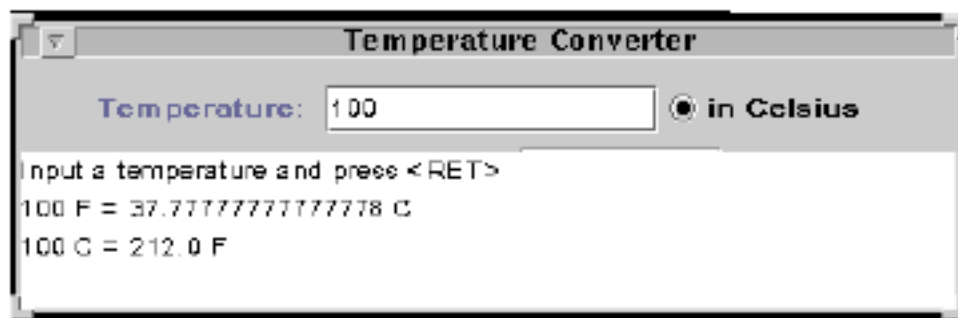 Temperature Converter
Temperature: 100 in Celsius
Input a temperature and press <RET>
100 F = 37.77777777777778 C
100 C = 212.0 F